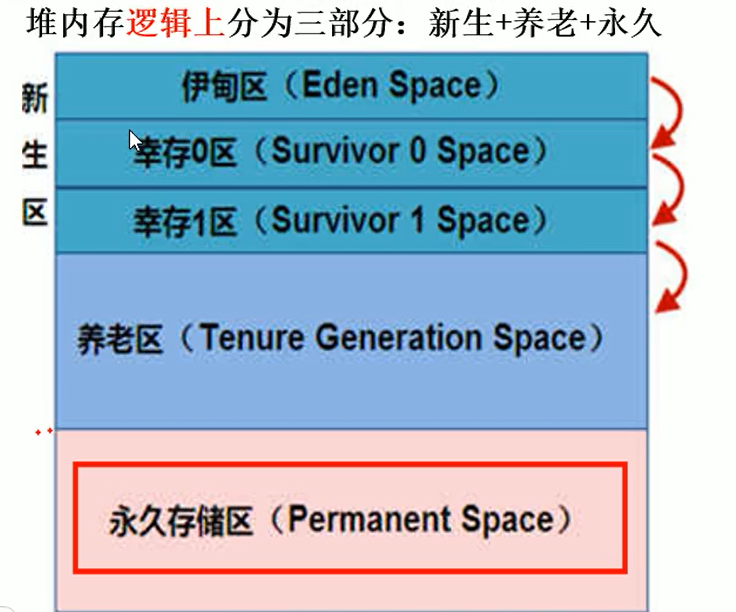 堆内存逻辑上分为三部分：新生+养老+永久
新生区
伊甸区（Eden Space）
幸存0区（Survivor 0 Space）
幸存1区（Survivor 1 Space）
养老区（Tenure Generation Space）
永久存储区（Permanent Space）